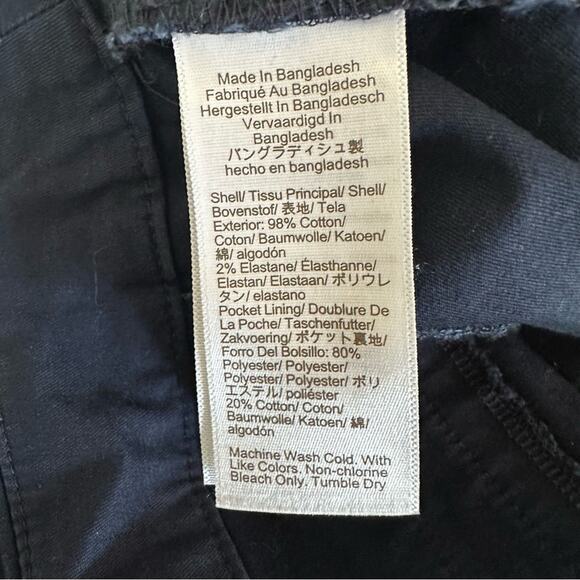 Made In Bangladesh
Fabriqué Au Bangladesh
Hergestellt In Bangladesch
Vervaardigd In
Bangladesh
バングラディシュ製
hecho en bangladesh
Shell/ Tissu Principal/ Shell/
Bovenstof/ 表地/ Tela
Exterior: 98% Cotton/
Coton/ Baumwolle/ Katoen/
綿/ algodón
2% Elastane/ Élasthanne/
Elastan/ Elastaan/ ポリウレ
タン/ elastano
Pocket Lining/ Doublure De
La Poche/ Taschenfutter/
Zakvoering/ ポケット裏地/
Forro Del Bolsillo: 80%
Polyester/ Polyester/
Polyester/ Polyester/ ポリ
エステル/ poliéster
20% Cotton/ Coton/
Baumwolle/ Katoen/ 綿/
algodón
Machine Wash Cold. With
Like Colors. Non-chlorine
Bleach Only. Tumble Dry